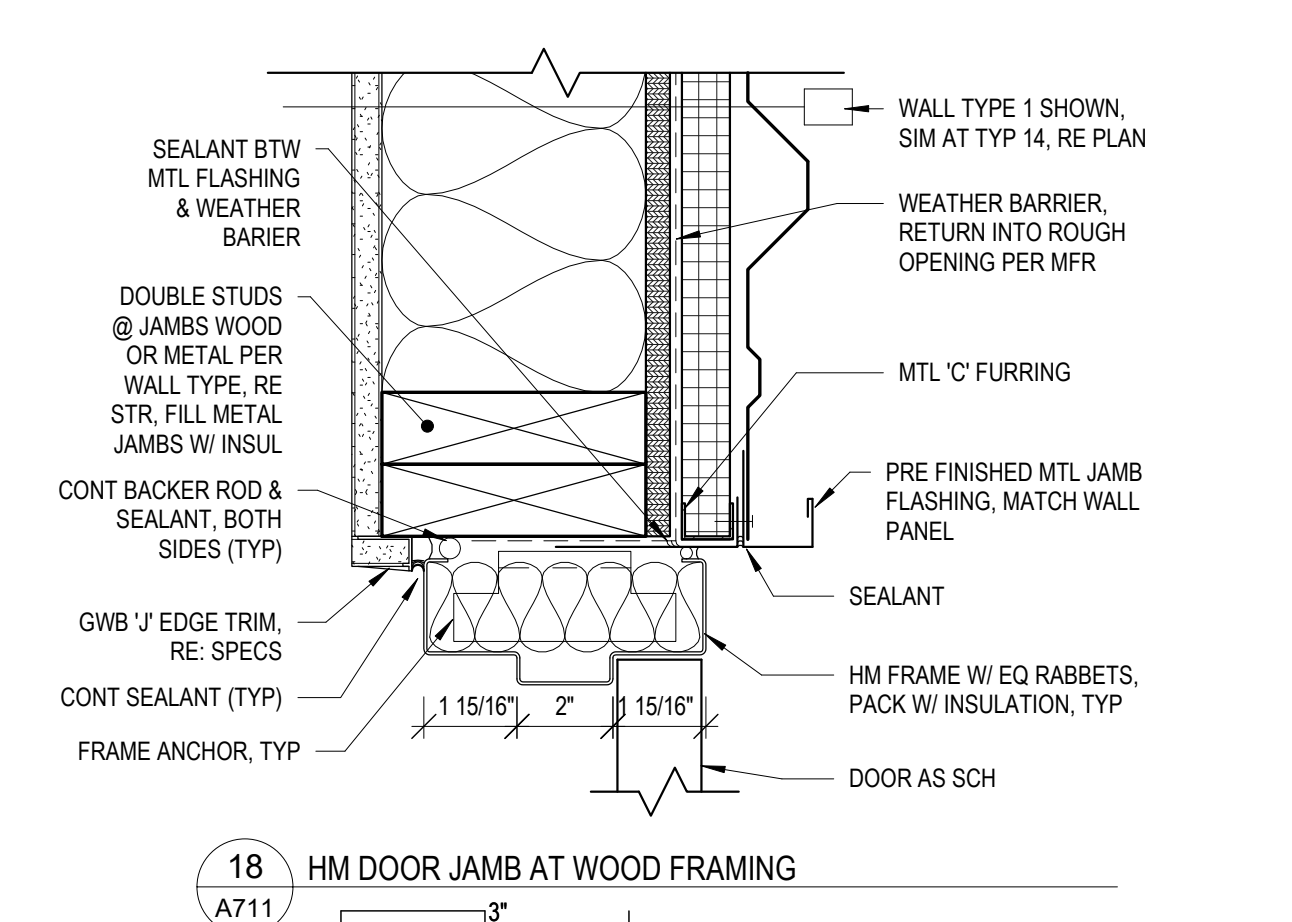 SEALANT BTW
MTL FLASHING
& WEATHER
BARIER
DOUBLE STUDS
@ JAMBS WOOD
OR METAL PER
WALL TYPE, RE
STR, FILL METAL
JAMBS W/ INSUL
CONT BACKER ROD &
SEALANT, BOTH
SIDES (TYP)
GWB 'J' EDGE TRIM,
RE: SPECS
CONT SEALANT (TYP)
FRAME ANCHOR, TYP
WALL TYPE 1 SHOWN,
SIM AT TYP 14, RE PLAN
WEATHER BARRIER,
RETURN INTO ROUGH
OPENING PER MFR
MTL 'C' FURRING
PRE FINISHED MTL JAMB
FLASHING, MATCH WALL
PANEL
SEALANT
HM FRAME W/ EQ RABBETS,
PACK W/ INSULATION, TYP
DOOR AS SCH
1 15/16" 2" 1 15/16"
18 HM DOOR JAMB AT WOOD FRAMING
A711
3"